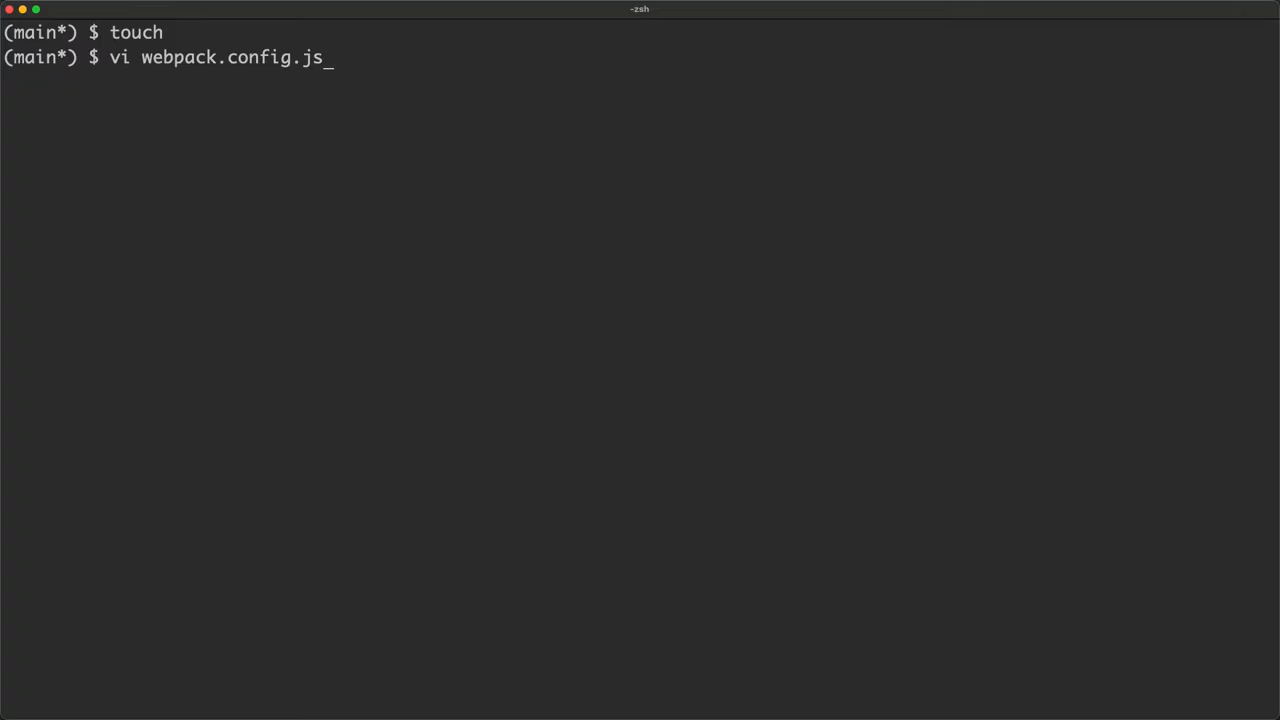 -zsh
(main*) $ touch
(main*) $ vi webpack.config.js_